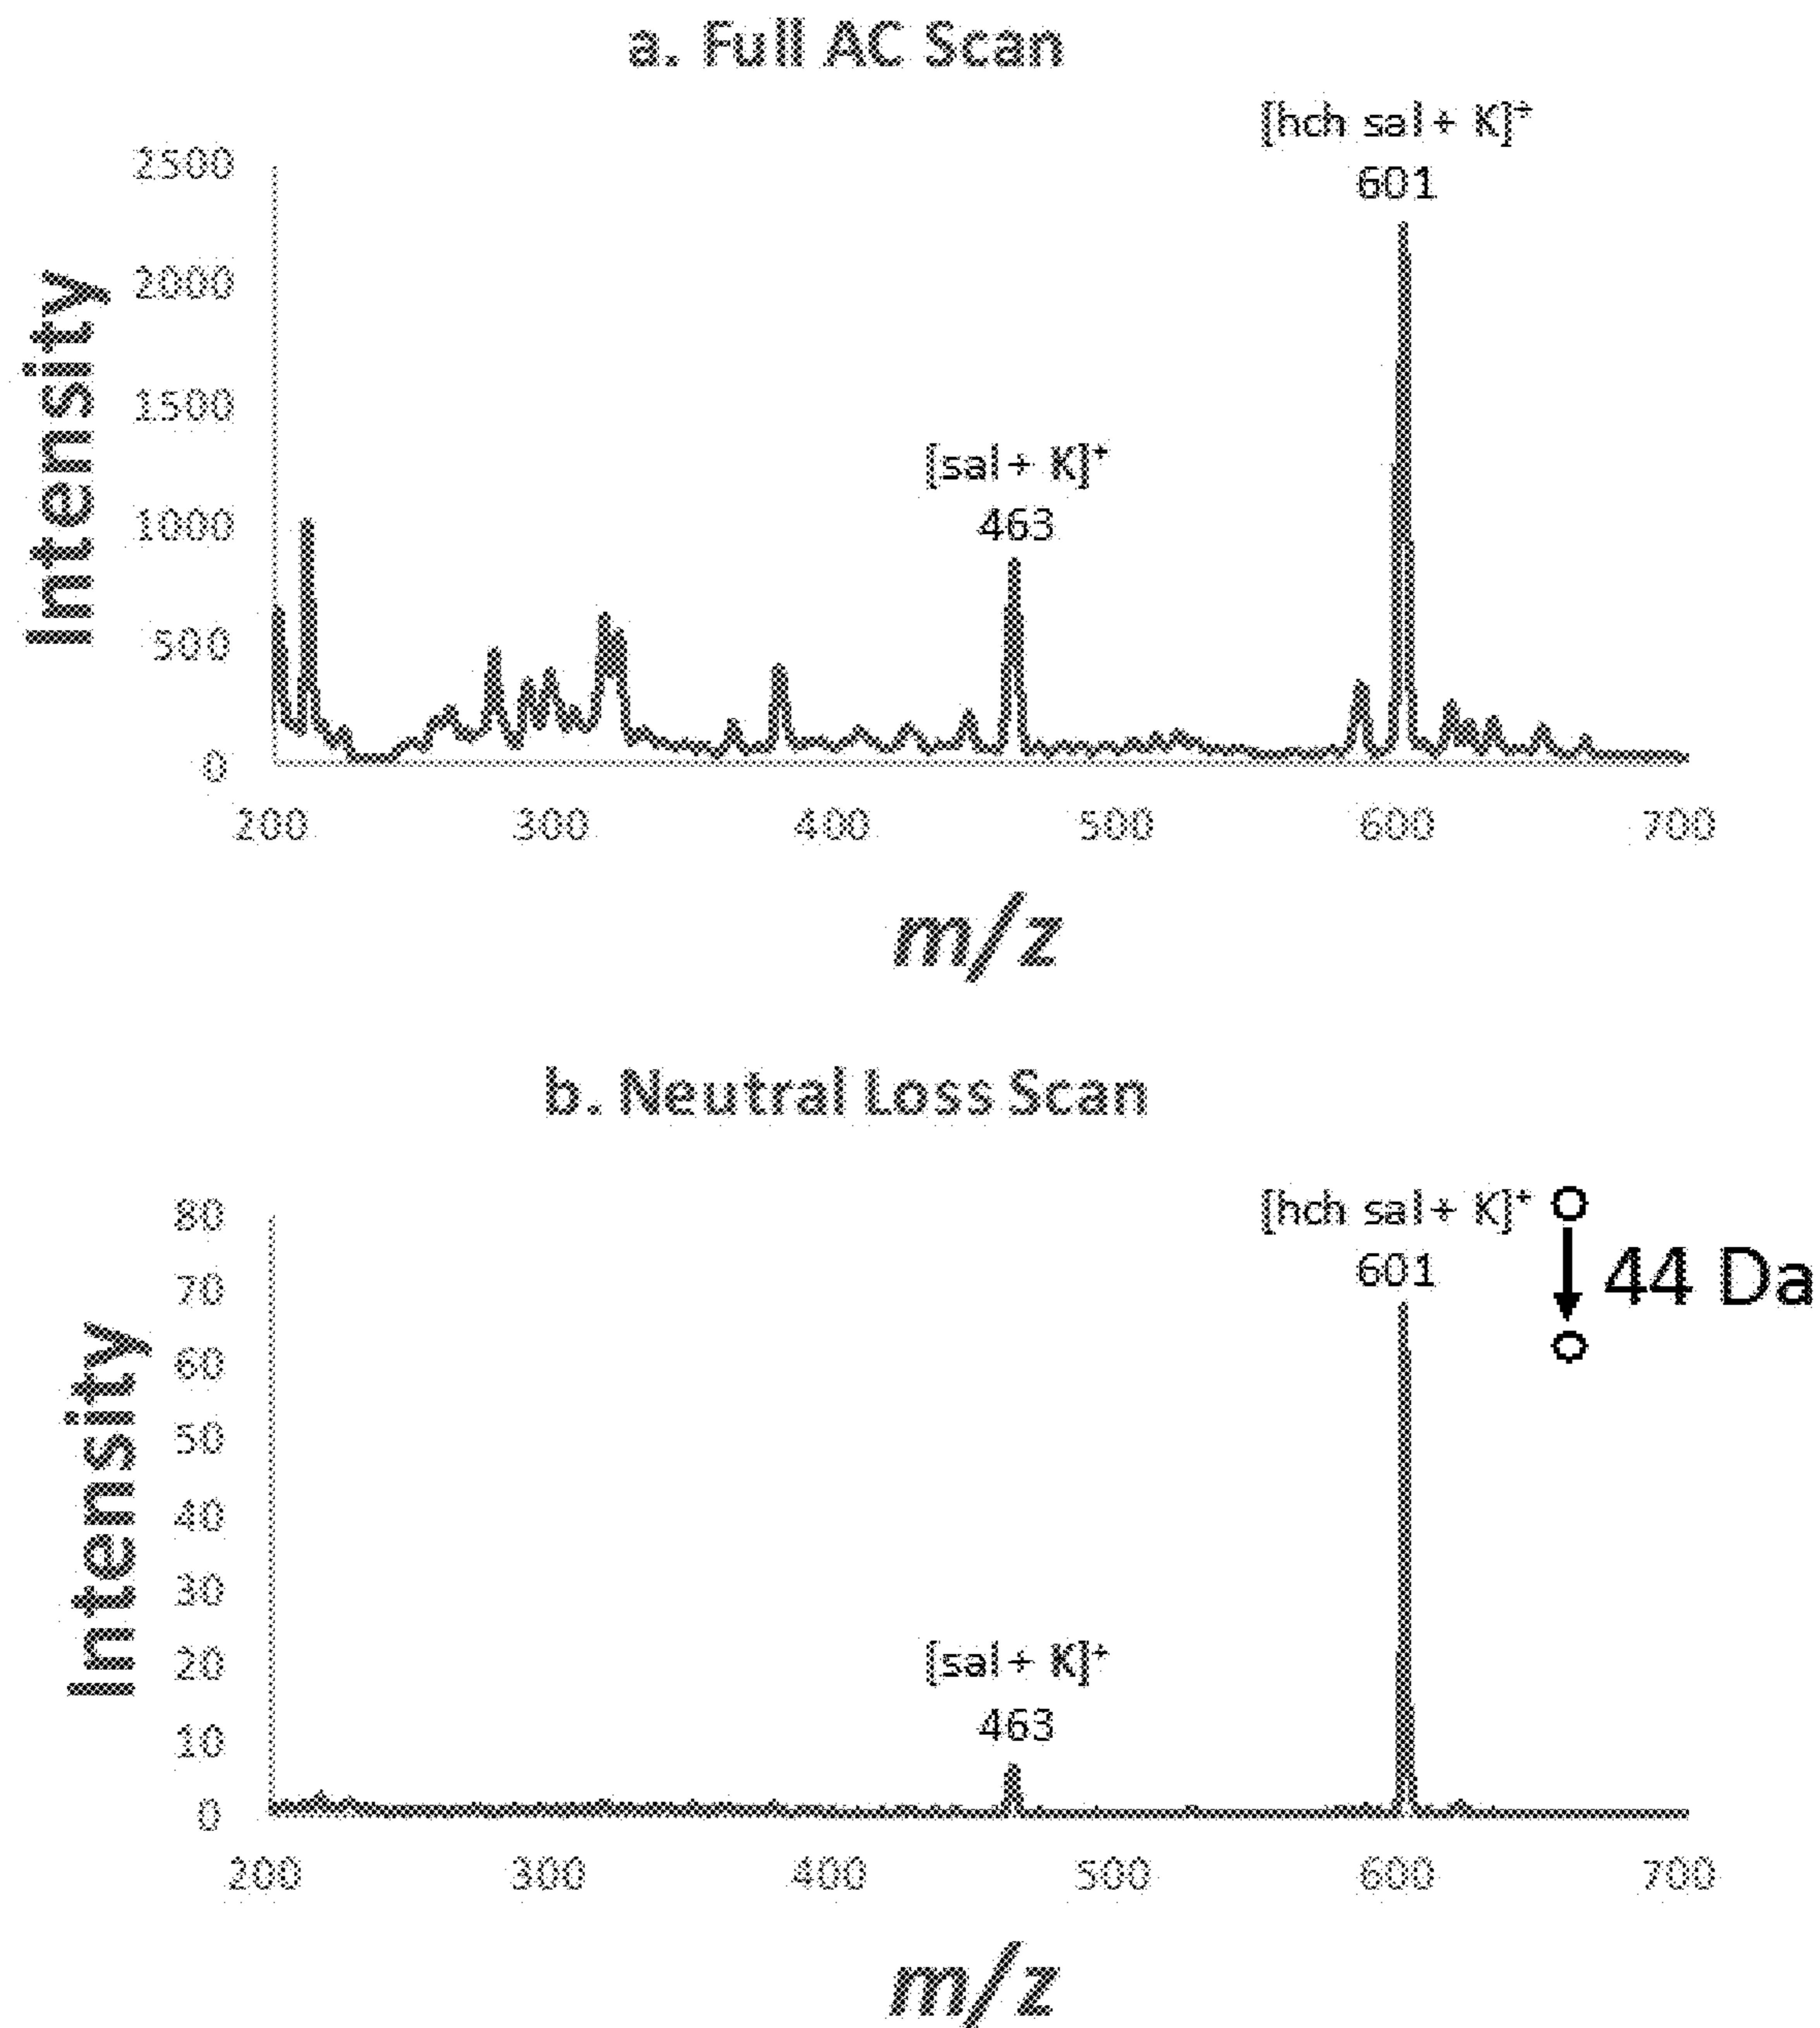 a. Full AC Scan
[hch sal + K]⁺
601
2500
2000
1500
1000
500
0
Intensity
[sal + K]⁺
463
200 300 400 500 600 700
m/z
b. Neutral Loss Scan
[hch sal + K]⁺
601
44 Da
80
70
60
50
40
30
20
10
0
Intensity
[sal + K]⁺
463
200 300 400 500 600 700
m/z